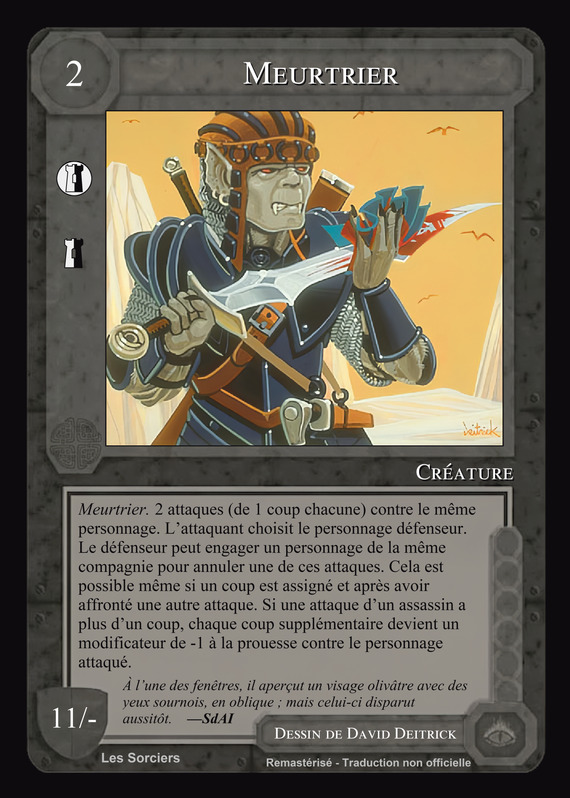 2
MEURTRIER
Deitrick
CRÉATURE
Meurtrier. 2 attaques (de 1 coup chacune) contre le même
personnage. L’attaquant choisit le personnage défenseur.
Le défenseur peut engager un personnage de la même
compagnie pour annuler une de ces attaques. Cela est
possible même si un coup est assigné et après avoir
affronté une autre attaque. Si une attaque d’un assassin a
plus d’un coup, chaque coup supplémentaire devient un
modificateur de -1 à la prouesse contre le personnage
attaqué.
À l’une des fenêtres, il aperçut un visage olivâtre avec des
yeux sournois, en oblique ; mais celui-ci disparut
aussitôt. —SdAI
11/-
DESSIN DE DAVID DEITRICK
Les Sorciers
Remastérisé - Traduction non officielle